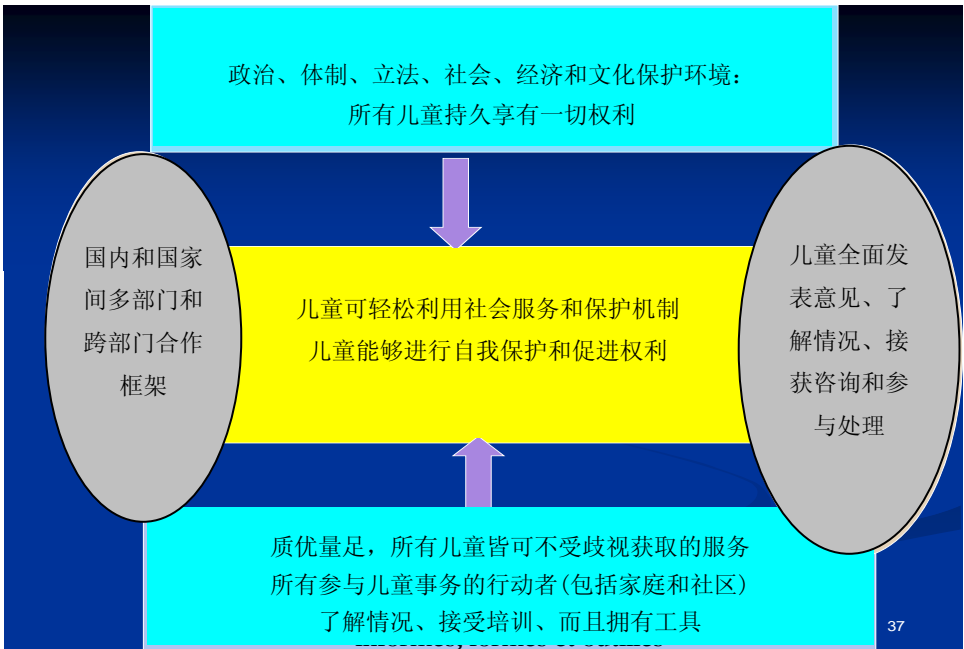 政治、体制、立法、社会、经济和文化保护环境：
所有儿童持久享有一切权利
国内和国家
间多部门和
跨部门合作
框架
儿童可轻松利用社会服务和保护机制
儿童能够进行自我保护和促进权利
儿童全面发
表意见、了
解情况、接
获咨询和参
与处理
质优量足，所有儿童皆可不受歧视获取的服务
所有参与儿童事务的行动者(包括家庭和社区)
了解情况、接受培训、而且拥有工具
37